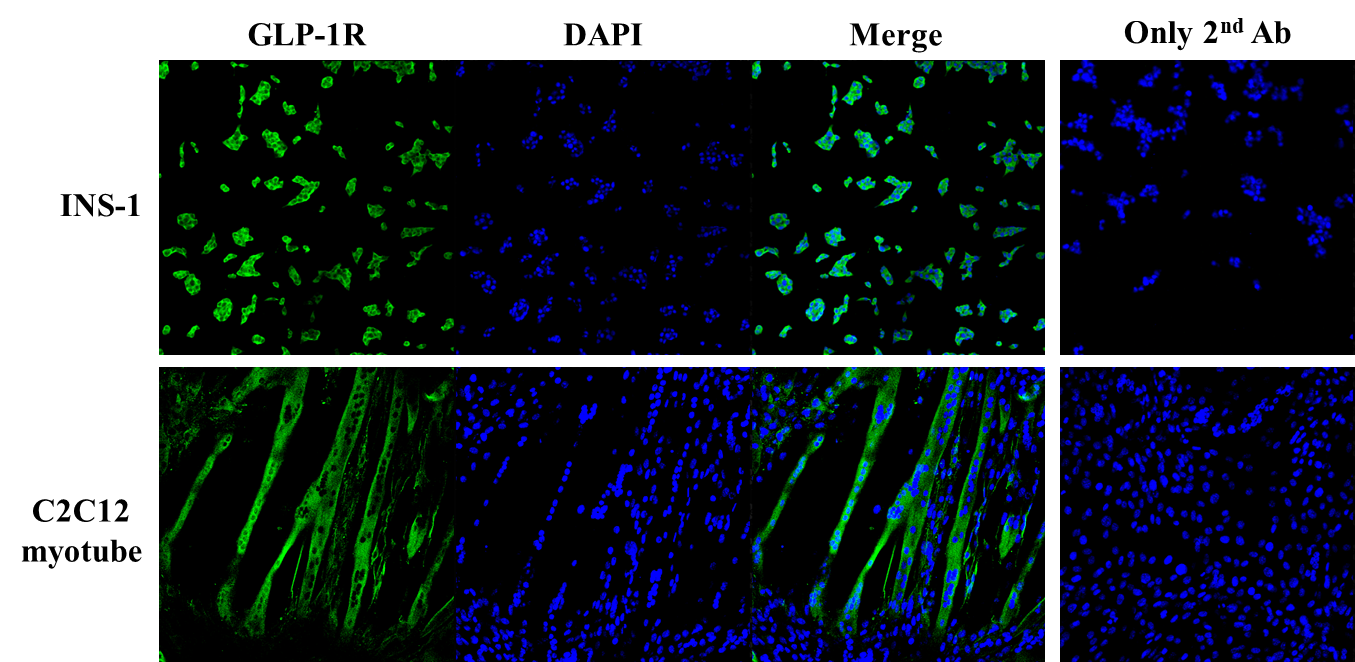 GLP-1R
DAPI
Merge
Only 2nd Ab
INS-1
C2C12
myotube